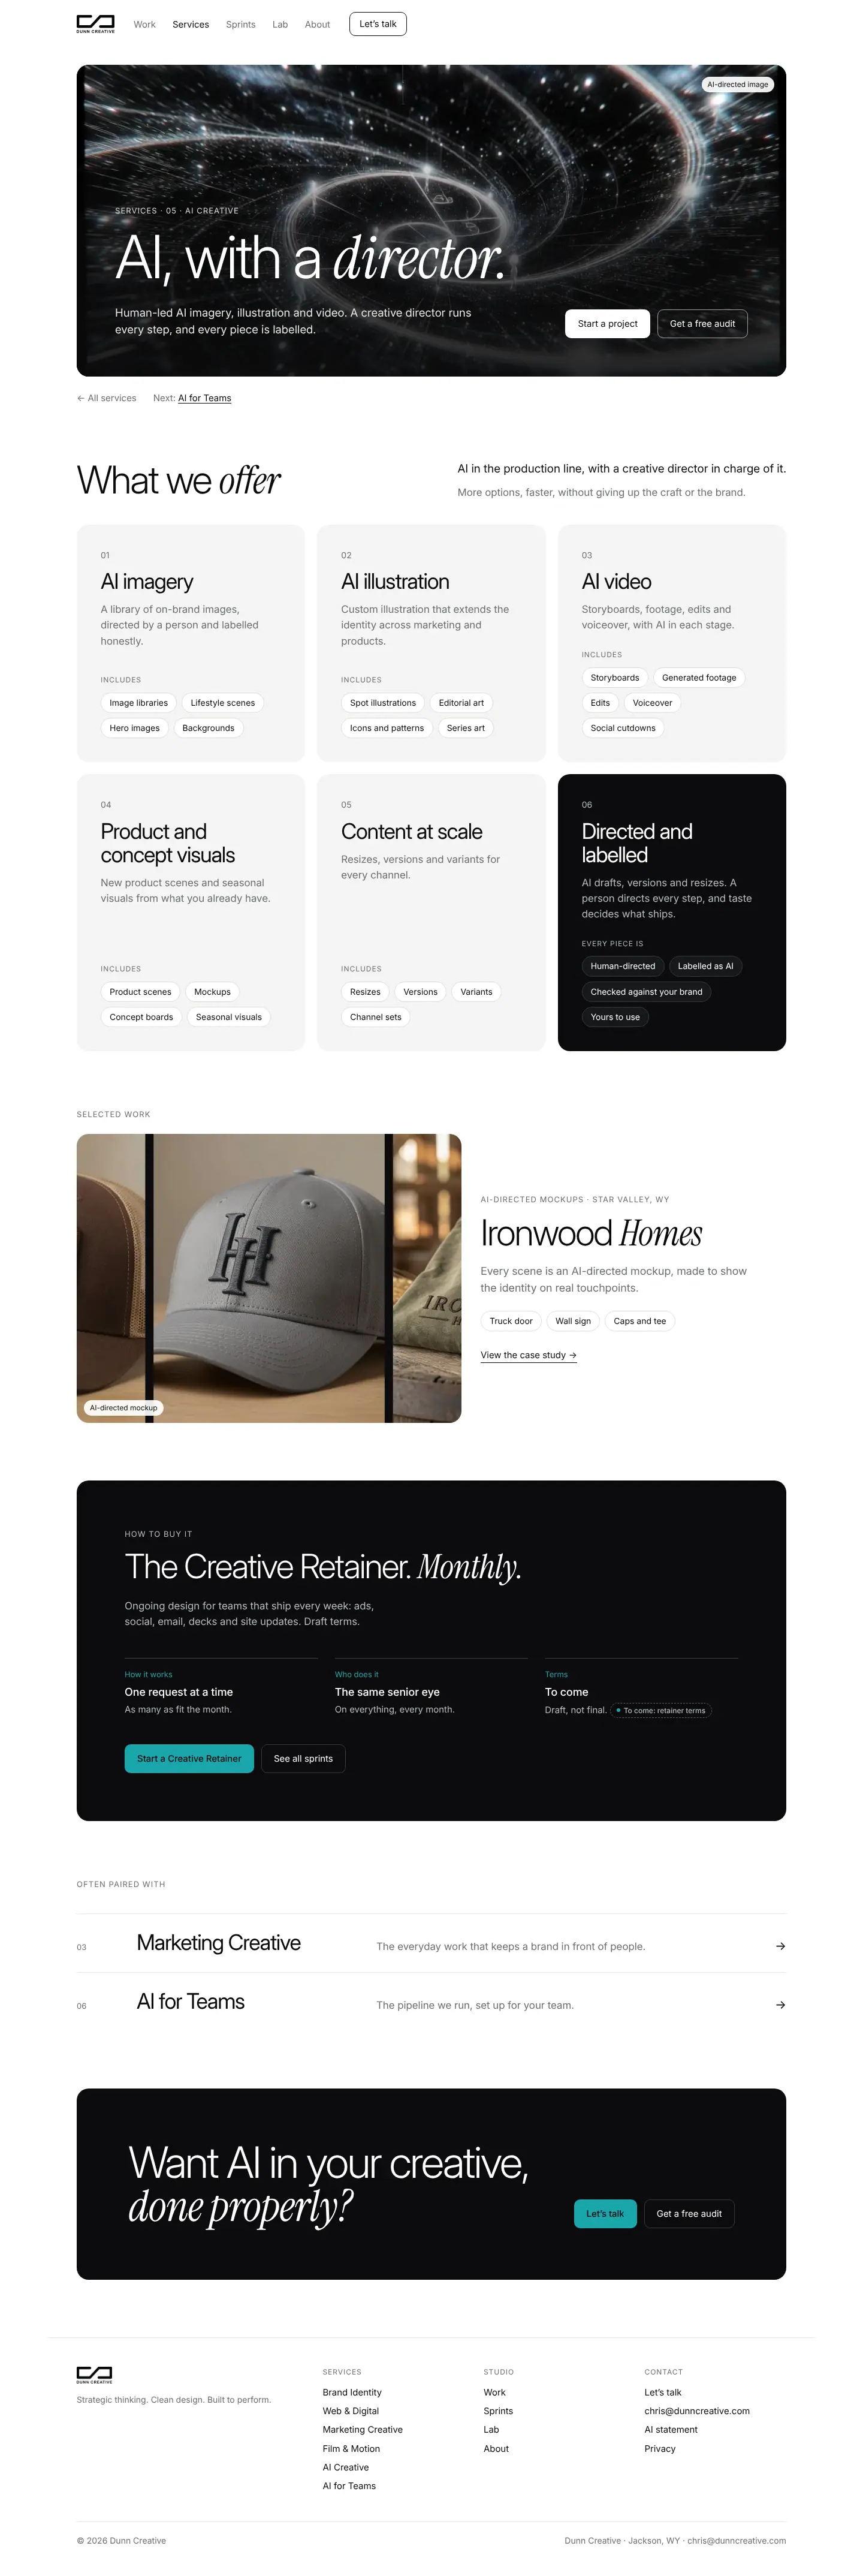 DUNN CREATIVE
Work
Services
Sprints
Lab
About
Let's talk
AI-directed image
SERVICES · 05 · AI CREATIVE
AI, with a director.
Human-led AI imagery, illustration and video. A creative director runs
every step, and every piece is labelled.
Start a project
Get a free audit
← All services
Next: AI for Teams
What we offer
AI in the production line, with a creative director in charge of it.
More options, faster, without giving up the craft or the brand.
01
AI imagery
A library of on-brand images,
directed by a person and labelled
honestly.
INCLUDES
Image libraries
Lifestyle scenes
Hero images
Backgrounds
02
AI illustration
Custom illustration that extends the
identity across marketing and
products.
INCLUDES
Spot illustrations
Editorial art
Icons and patterns
Series art
03
AI video
Storyboards, footage, edits and
voiceover, with AI in each stage.
INCLUDES
Storyboards
Generated footage
Edits
Voiceover
Social cutdowns
04
Product and
concept visuals
New product scenes and seasonal
visuals from what you already have.
INCLUDES
Product scenes
Mockups
Concept boards
Seasonal visuals
05
Content at scale
Resizes, versions and variants for
every channel.
INCLUDES
Resizes
Versions
Variants
Channel sets
06
Directed and
labelled
AI drafts, versions and resizes. A
person directs every step, and taste
decides what ships.
EVERY PIECE IS
Human-directed
Labelled as AI
Checked against your brand
Yours to use
SELECTED WORK
IH
AI-directed mockup
AI-DIRECTED MOCKUPS · STAR VALLEY, WY
Ironwood Homes
Every scene is an AI-directed mockup, made to show
the identity on real touchpoints.
Truck door
Wall sign
Caps and tee
View the case study →
HOW TO BUY IT
The Creative Retainer. Monthly.
Ongoing design for teams that ship every week: ads,
social, email, decks and site updates. Draft terms.
How it works
One request at a time
As many as fit the month.
Who does it
The same senior eye
On everything, every month.
Terms
To come
Draft, not final.
To come: retainer terms
Start a Creative Retainer
See all sprints
OFTEN PAIRED WITH
03
Marketing Creative
The everyday work that keeps a brand in front of people.
→
06
AI for Teams
The pipeline we run, set up for your team.
→
Want AI in your creative,
done properly?
Let's talk
Get a free audit
DUNN CREATIVE
Strategic thinking. Clean design. Built to perform.
SERVICES
Brand Identity
Web & Digital
Marketing Creative
Film & Motion
AI Creative
AI for Teams
STUDIO
Work
Sprints
Lab
About
CONTACT
Let's talk
chris@dunncreative.com
AI statement
Privacy
© 2026 Dunn Creative
Dunn Creative · Jackson, WY · chris@dunncreative.com